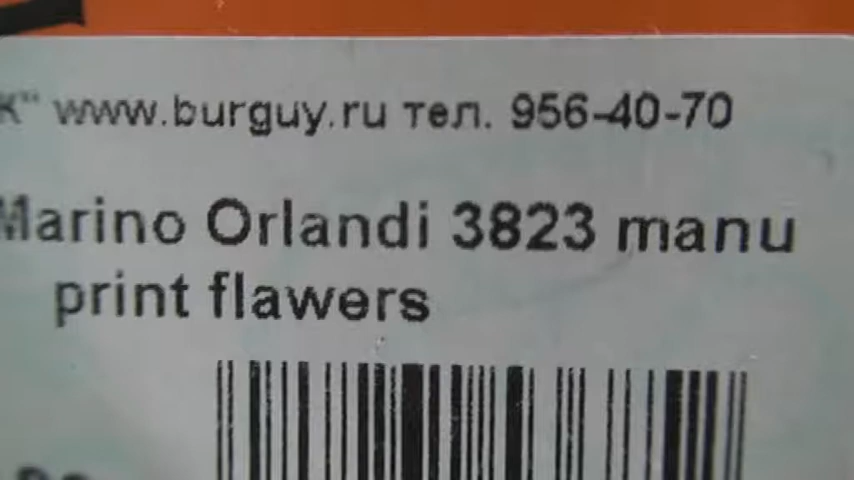 к" www.burguy.ru тел. 956-40-70
Marino Orlandi 3823 manu
print flawers